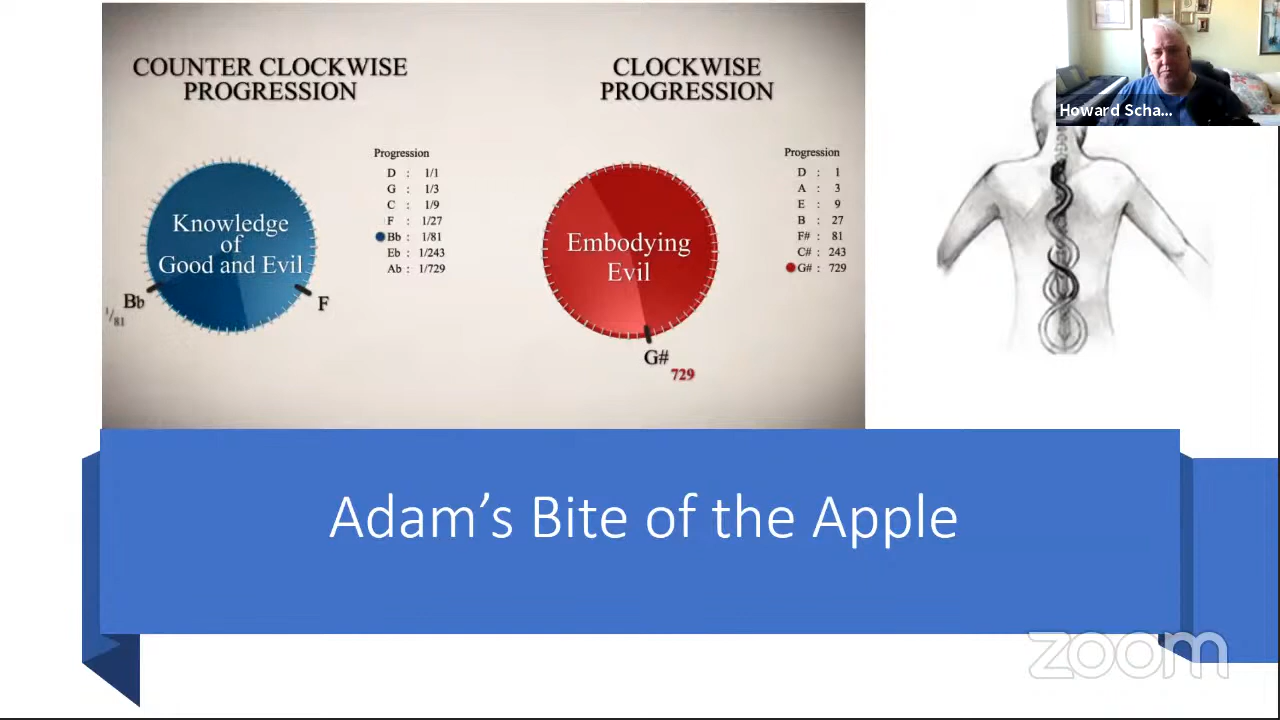 COUNTER CLOCKWISE
PROGRESSION
Progression
D : 1/1
G : 1/3
C : 1/9
F : 1/27
Bb : 1/81
Eb : 1/243
Ab : 1/729
Knowledge
of
Good and Evil
Bb
1/81
F
CLOCKWISE
PROGRESSION
Progression
D : 1
A : 3
E : 9
B : 27
F# : 81
C# : 243
G# : 729
Embodying
Evil
G#
729
Howard Scha...
Adam's Bite of the Apple
zoom